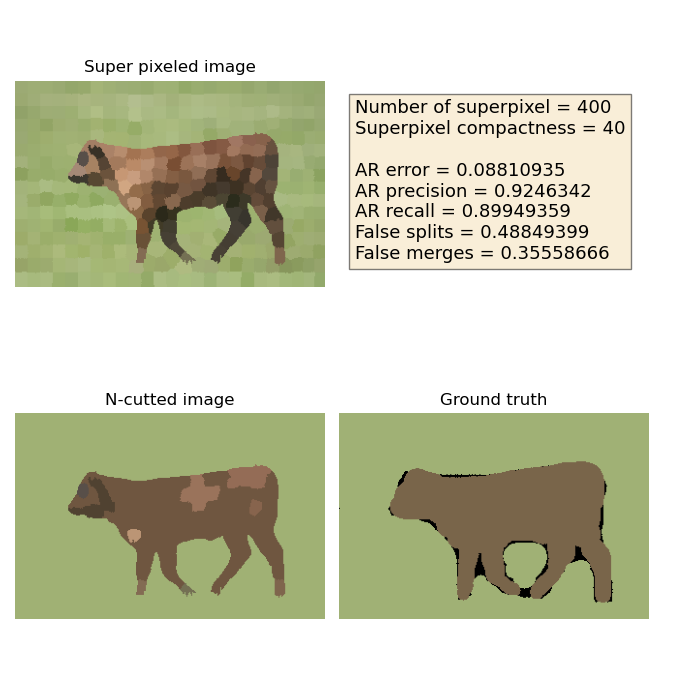 Super pixeled image
Number of superpixel = 400
Superpixel compactness = 40
AR error = 0.08810935
AR precision = 0.9246342
AR recall = 0.89949359
False splits = 0.48849399
False merges = 0.35558666
N-cutted image
Ground truth